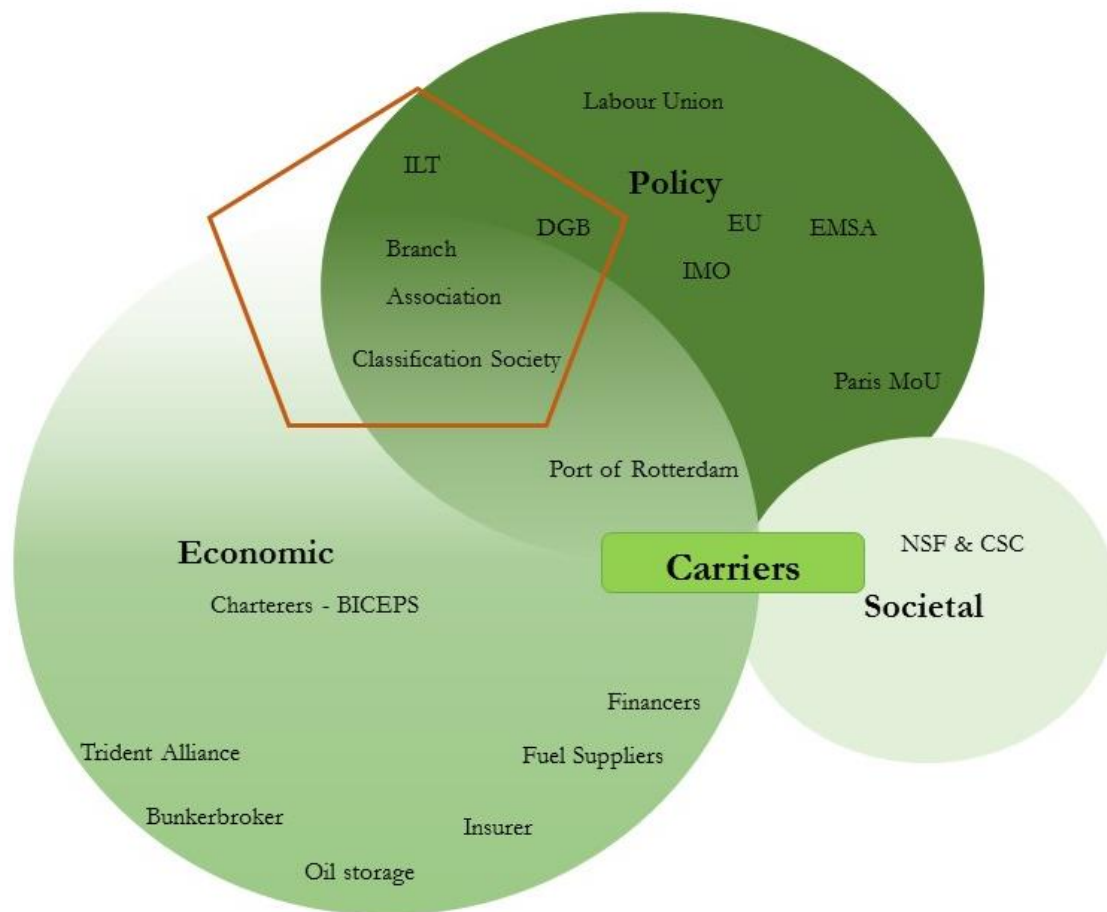 Labour Union
ILT
Policy
DGB
EU
EMSA
Branch
Association
IMO
Classification Society
Paris MoU
Port of Rotterdam
Economic
Carriers
NSF & CSC
Charterers - BICEPS
Societal
Financers
Trident Alliance
Fuel Suppliers
Bunkerbroker
Insurer
Oil storage